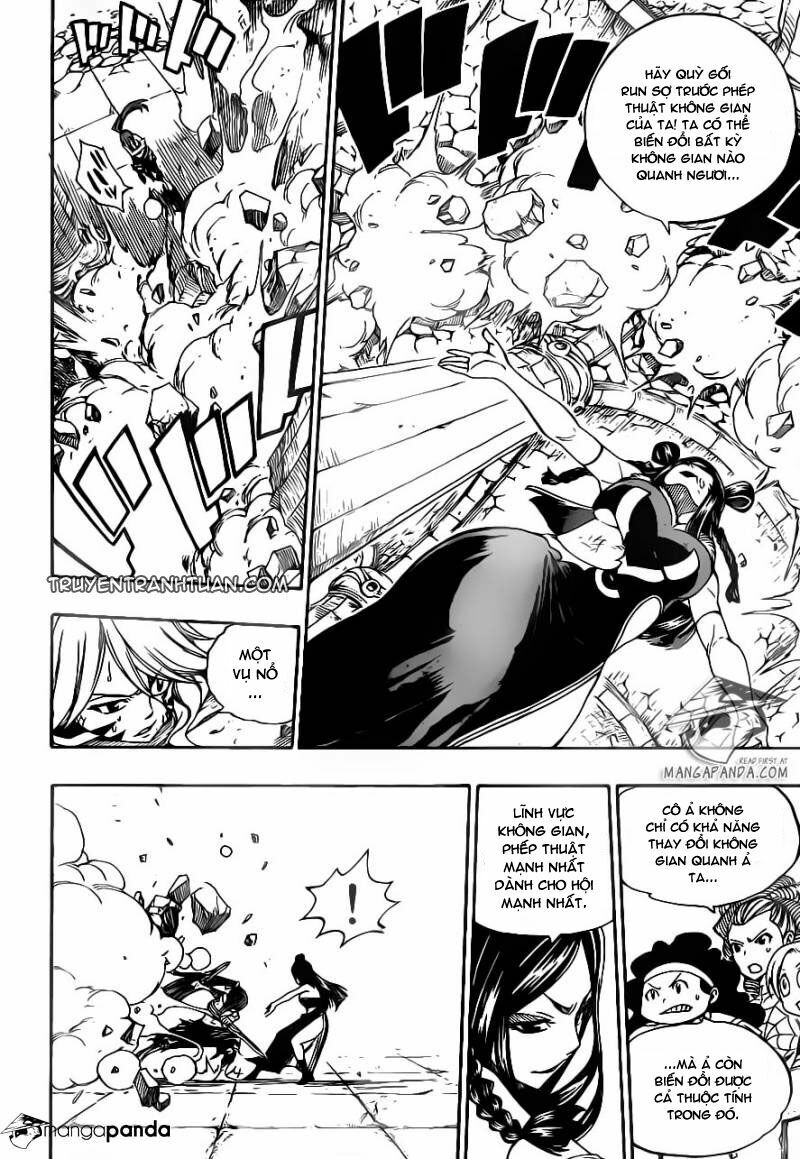 HÃY QUỲ GỐI
RUN SỢ TRƯỚC PHÉP
THUẬT KHÔNG GIAN
CỦA TA! TA CÓ THỂ
BIẾN ĐỔI BẤT KỲ
KHÔNG GIAN NÀO
QUANH NGƯƠI...
TRUYENTRANHTUAN.COM
MỘT
VỤ NỔ
...
READ FIRST AT
MANGAPANDA.COM
CÔ Ả KHÔNG
CHỈ CÓ KHẢ NĂNG
THAY ĐỔI KHÔNG
GIAN QUANH Ả
TA...
LĨNH VỰC
KHÔNG GIAN,
PHÉP THUẬT
MẠNH NHẤT
DÀNH CHO HỘI
MẠNH NHẤT.
!
...MÀ Ả CÒN
BIẾN ĐỔI ĐƯỢC
CẢ THUỘC TÍNH
TRONG ĐÓ.
mangapanda